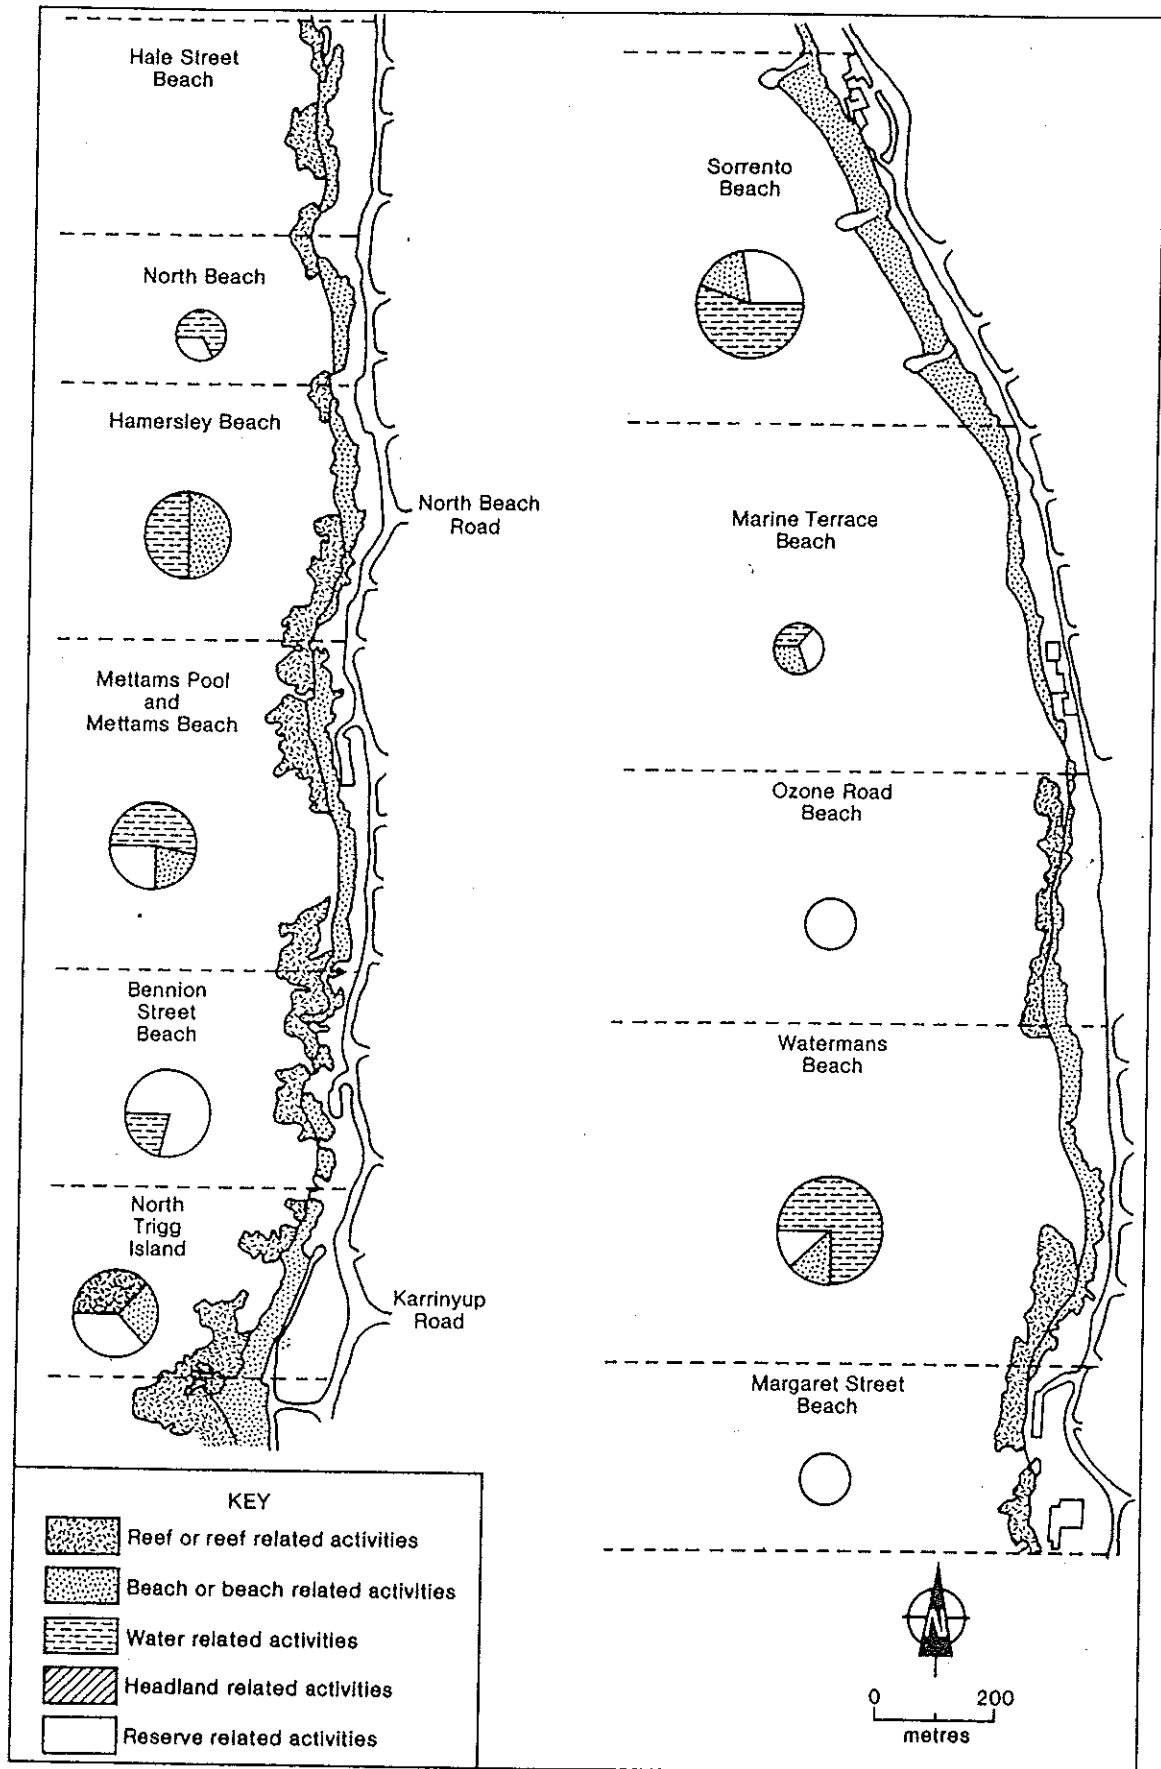 Hale Street
Beach
North Beach
Hamersley Beach
North Beach
Road
Mettams Pool
and
Mettams Beach
Bennion
Street
Beach
North
Trigg
Island
Karrinyup
Road
Sorrento
Beach
Marine Terrace
Beach
Ozone Road
Beach
Watermans
Beach
Margaret Street
Beach
KEY
Reef or reef related activities
Beach or beach related activities
Water related activities
Headland related activities
Reserve related activities
N
0 200
metres